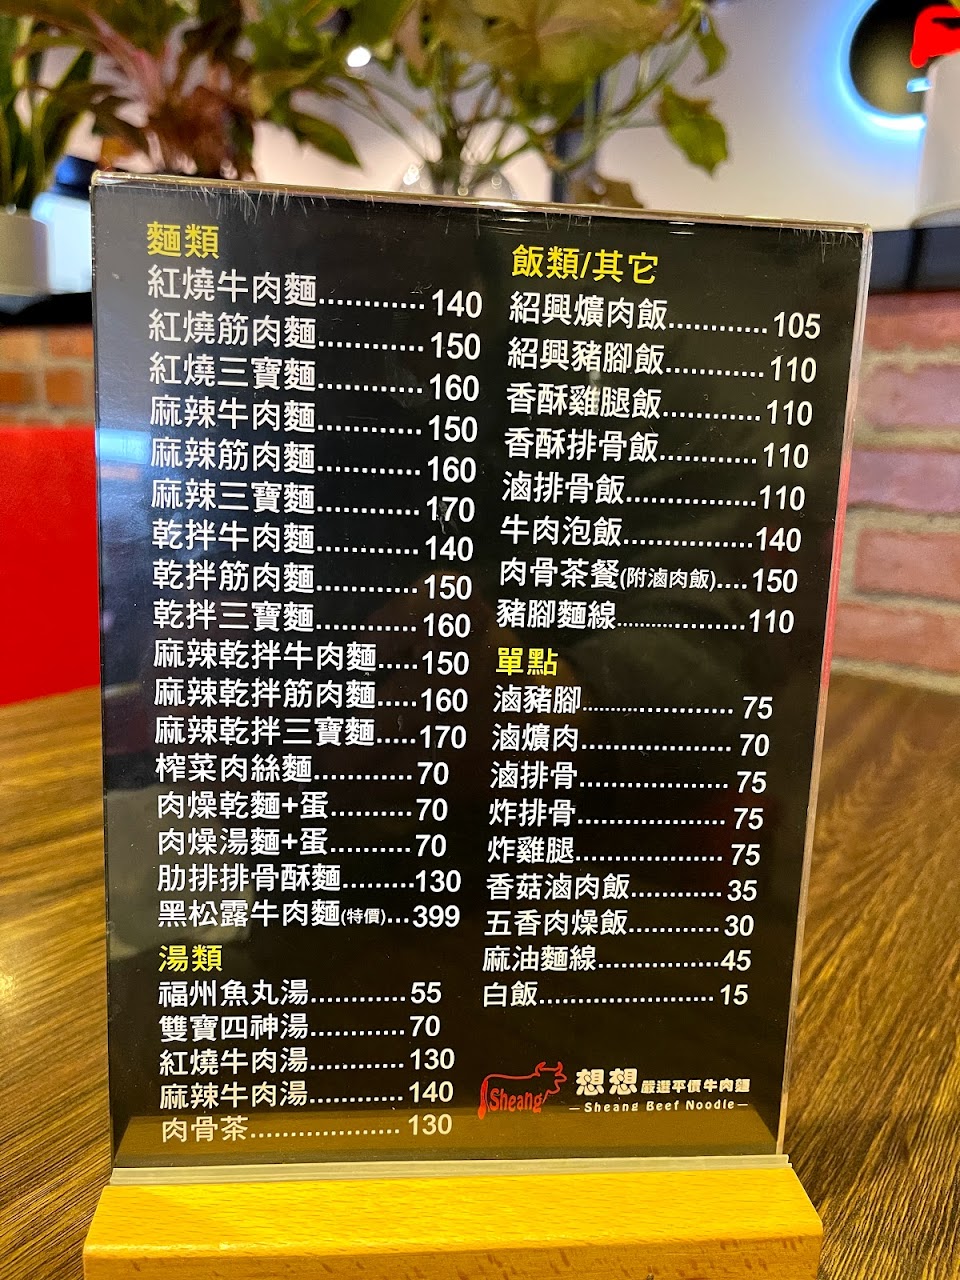 麵類
紅燒牛肉麵............140
紅燒筋肉麵............150
紅燒三寶麵............160
麻辣牛肉麵............150
麻辣筋肉麵............160
麻辣三寶麵............170
乾拌牛肉麵............140
乾拌筋肉麵............150
乾拌三寶麵............160
麻辣乾拌牛肉麵.....150
麻辣乾拌筋肉麵.....160
麻辣乾拌三寶麵.....170
榨菜肉絲麵............70
肉燥乾麵+蛋..........70
肉燥湯麵+蛋..........70
肋排排骨酥麵.........130
黑松露牛肉麵(特價)...399
湯類
福州魚丸湯............55
雙寶四神湯............70
紅燒牛肉湯............130
麻辣牛肉湯............140
肉骨茶...................130
飯類/其它
紹興爌肉飯.............105
紹興豬腳飯.............110
香酥雞腿飯.............110
香酥排骨飯.............110
滷排骨飯.................110
牛肉泡飯.................140
肉骨茶餐(附滷肉飯)....150
豬腳麵線...................110
單點
滷豬腳...................75
滷爌肉...................70
滷排骨...................75
炸排骨...................75
炸雞腿...................75
香菇滷肉飯............35
五香肉燥飯............30
麻油麵線................45
白飯.......................15
Sheang
想想 嚴選平價牛肉麵
—Sheang Beef Noodle—